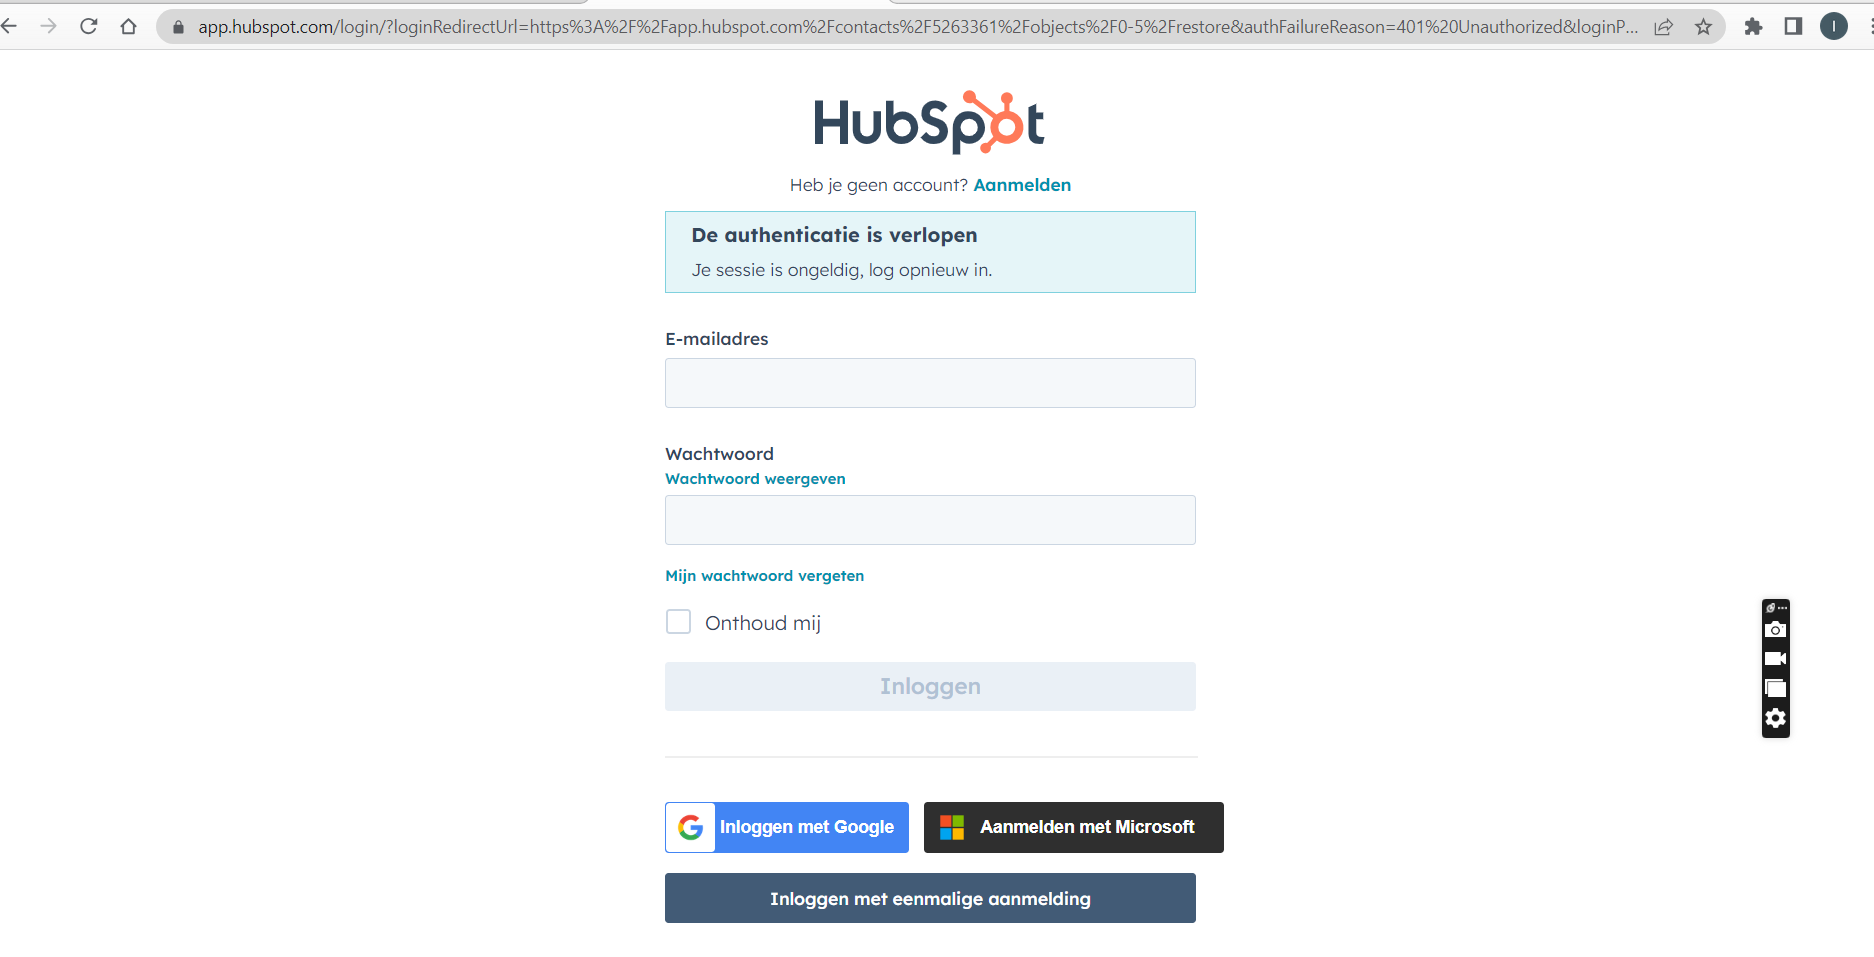 app.hubspot.com/login/?loginRedirectUrl=https%3A%2F%2Fapp.hubspot.com%2Fcontacts%2F5263361%2Fobjects%2F0-5%2Frestore&authFailureReason=401%20Unauthorized&loginP...
I
HubSpot
Heb je geen account? Aanmelden
De authenticatie is verlopen
Je sessie is ongeldig, log opnieuw in.
E-mailadres
Wachtwoord
Wachtwoord weergeven
Mijn wachtwoord vergeten
Onthoud mij
Inloggen
Inloggen met Google
Aanmelden met Microsoft
Inloggen met eenmalige aanmelding